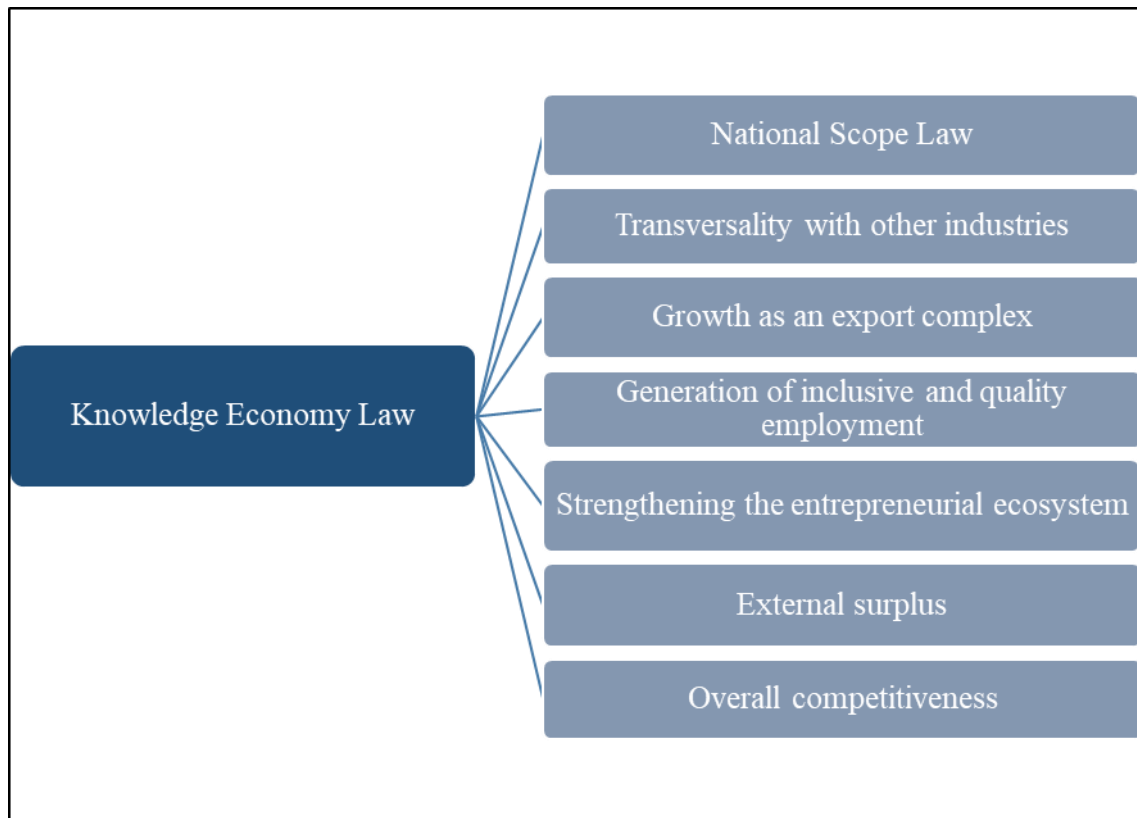 National Scope Law
Transversality with other industries
Growth as an export complex
Knowledge Economy Law
Generation of inclusive and quality
employment
Strengthening the entrepreneurial ecosystem
External surplus
Overall competitiveness